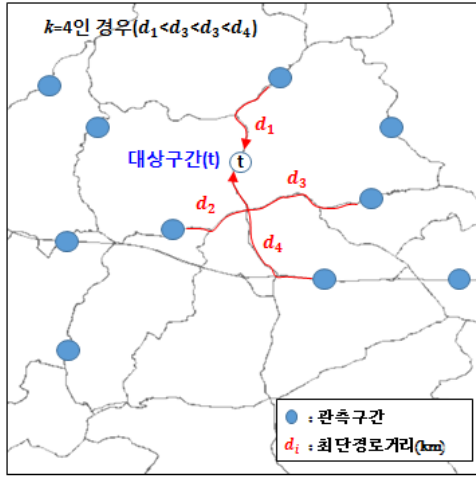 k=4인 경우(d₁<d₃<d₃<d₄)
d₁
대상구간(t)
t
d₃
d₂
d₄
: 관측구간
dᵢ : 최단경로거리(km)